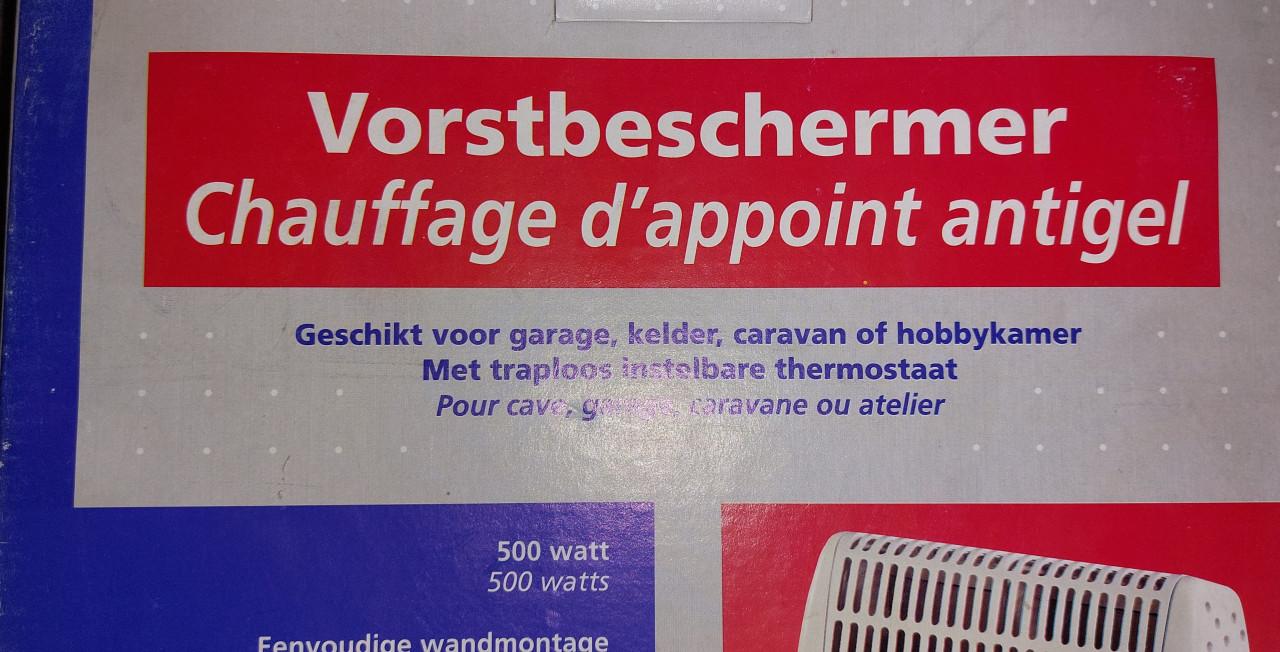 Vorstbeschermer
Chauffage d'appoint antigel
Geschikt voor garage, kelder, caravan of hobbykamer
Met traploos instelbare thermostaat
Pour cave, garage, caravane ou atelier
500 watt
500 watts
Eenvoudige wandmontage